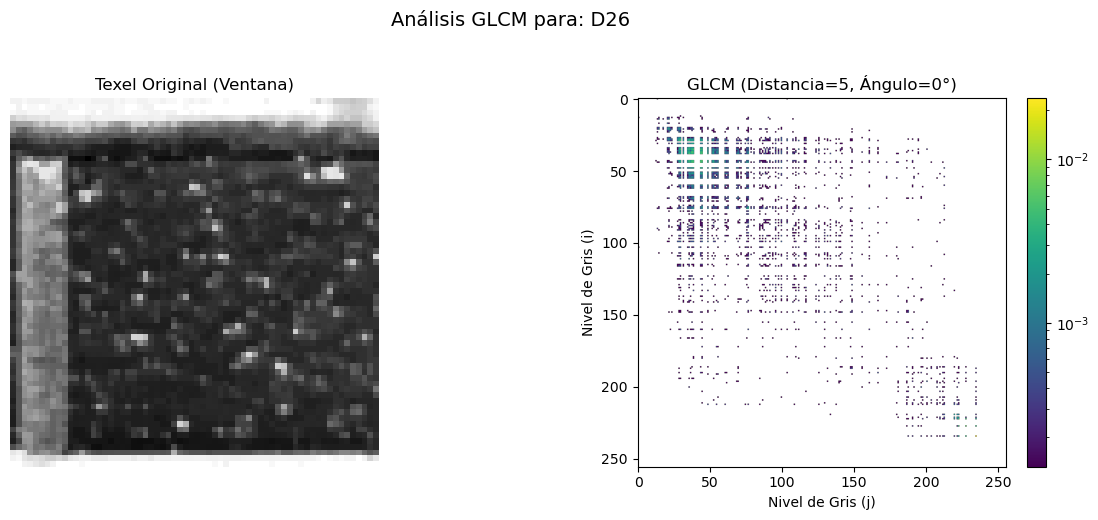 Análisis GLCM para: D26
Texel Original (Ventana)
GLCM (Distancia=5, Ángulo=0°)
Nivel de Gris (i)
0
50
100
150
200
250
0 50 100 150 200 250
Nivel de Gris (j)
10⁻²
10⁻³